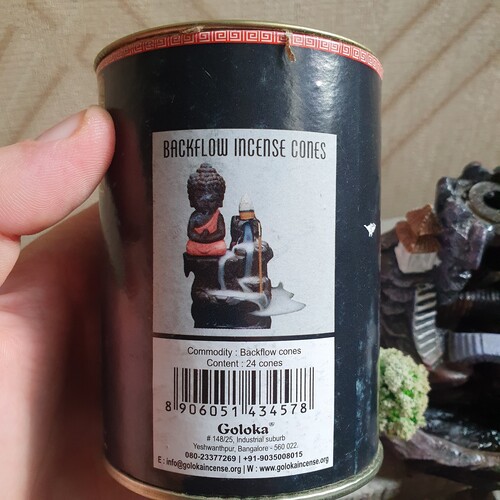 BACKFLOW INCENSE CONES
Commodity : Backflow cones
Content : 24 cones
8 906051 434578
Goloka®
# 148/25, Industrial suburb
Yeshwanthpur, Bangalore - 560 022.
080-23377269 | +91-9035008015
E : info@golokaincense.org | W : www.golokaincense.org